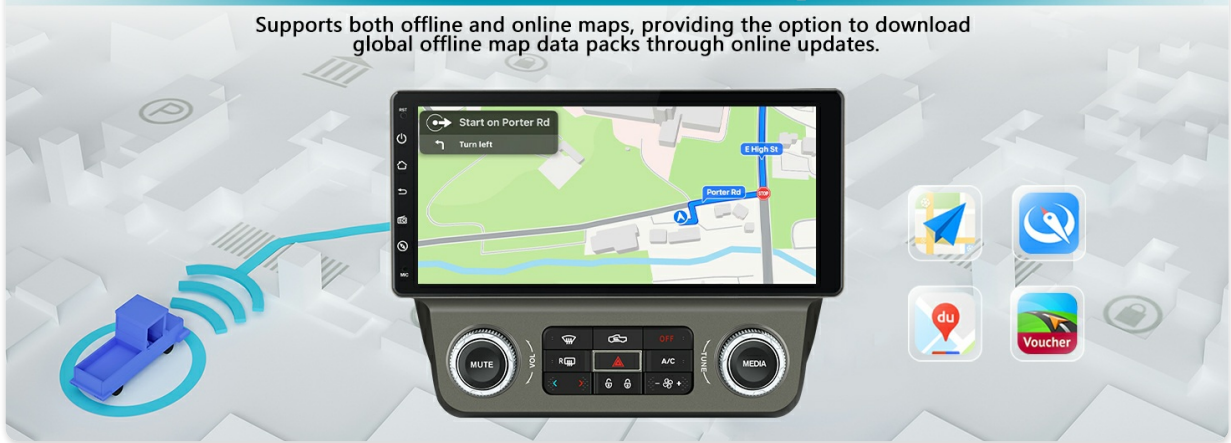 Supports both offline and online maps, providing the option to download
global offline map data packs through online updates.
P
RST
Start on Porter Rd
Turn left
E High St
Porter Rd
STOP
MIC
du
Voucher
MUTE
VOL
OFF
R
A/C
TUNE
MEDIA
- +